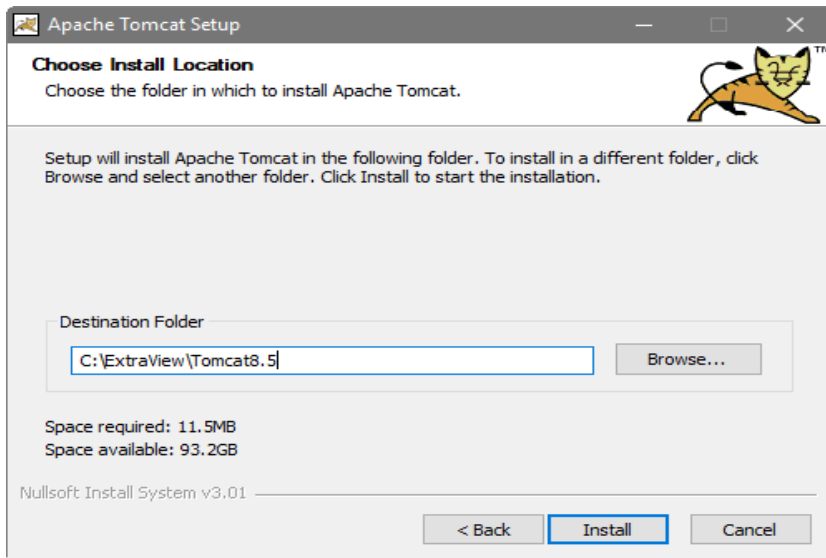 Apache Tomcat Setup
Choose Install Location
Choose the folder in which to install Apache Tomcat.
TM
Setup will install Apache Tomcat in the following folder. To install in a different folder, click
Browse and select another folder. Click Install to start the installation.
Destination Folder
C:\ExtraView\Tomcat8.5
Browse...
Space required: 11.5MB
Space available: 93.2GB
Nullsoft Install System v3.01
< Back
Install
Cancel